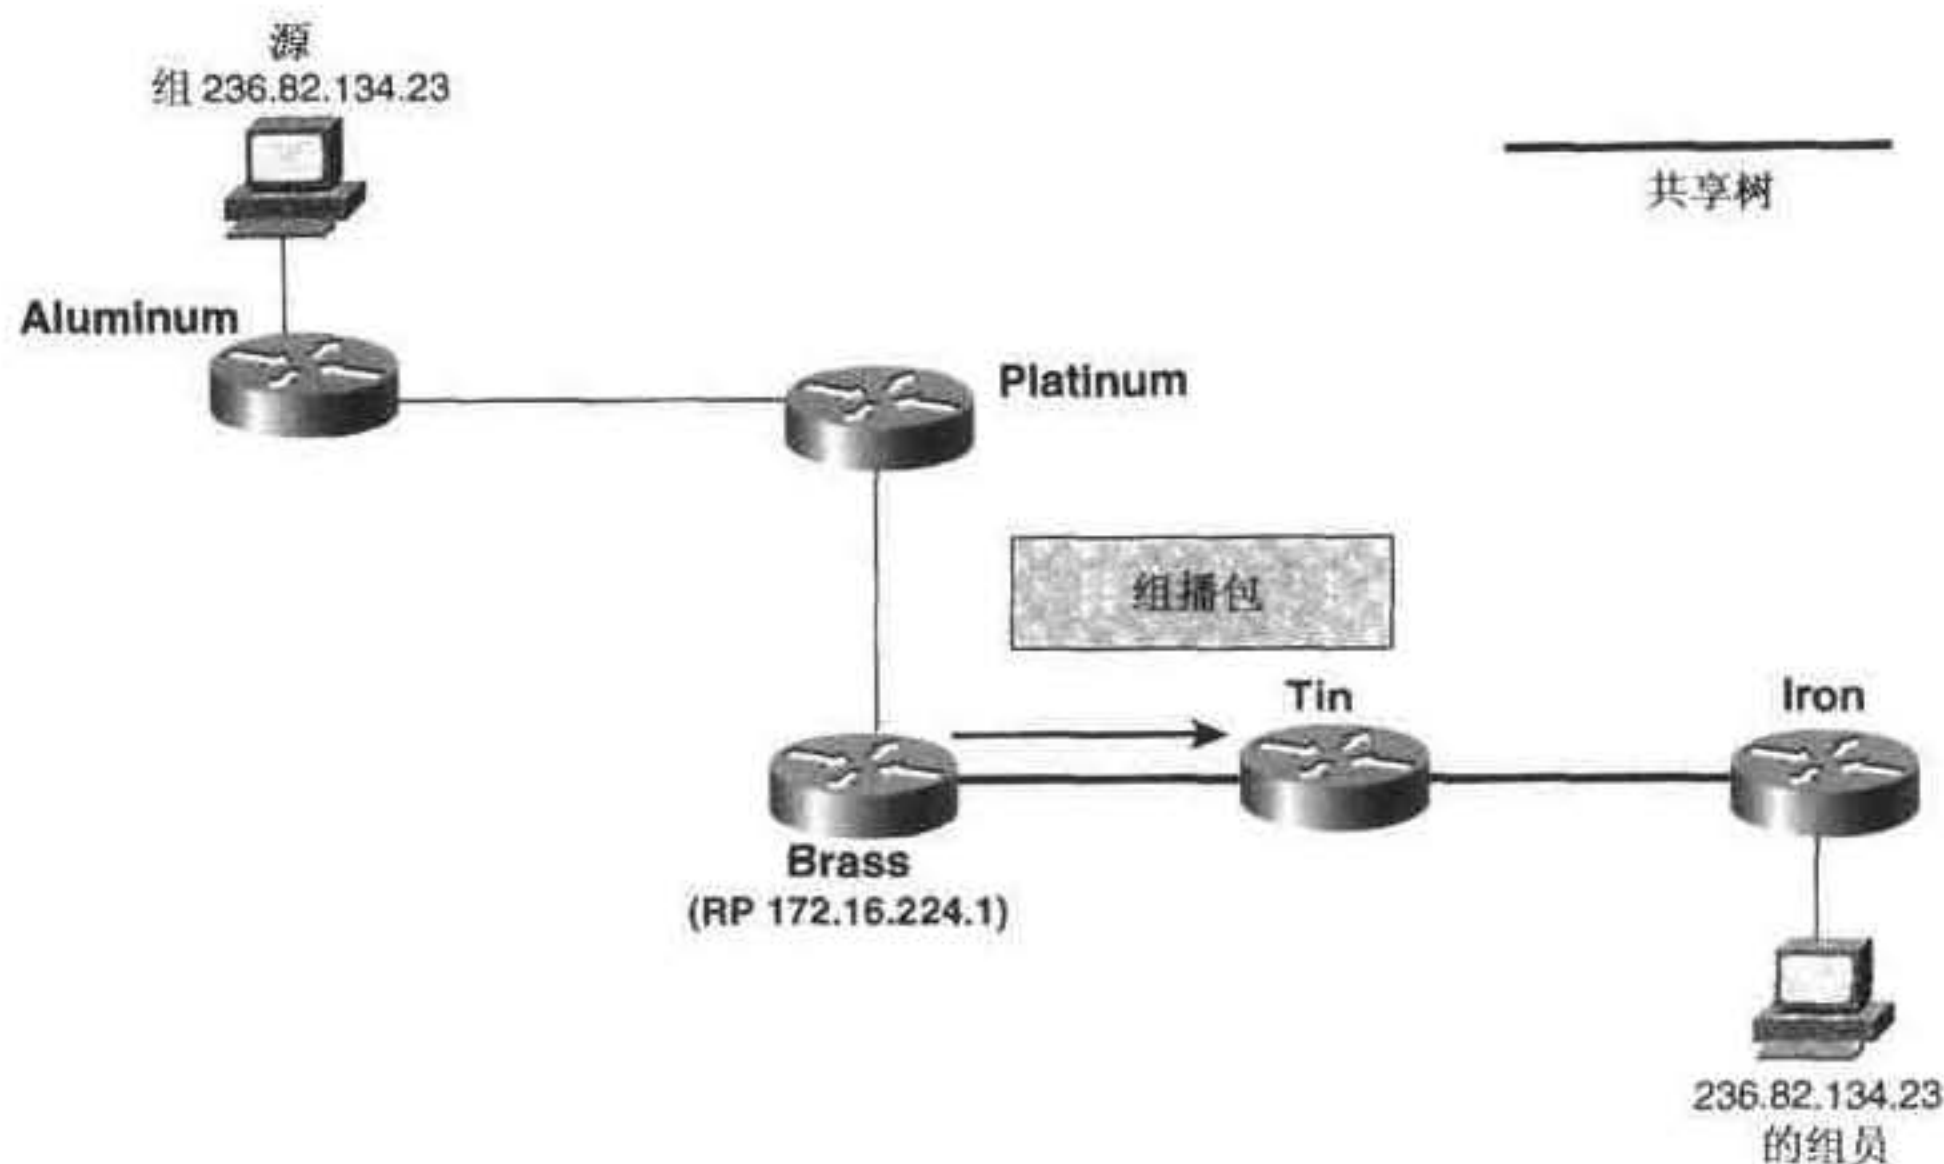 源
组 236.82.134.23
共享树
Aluminum
Platinum
组播包
Tin
Iron
Brass
(RP 172.16.224.1)
236.82.134.23
的组员